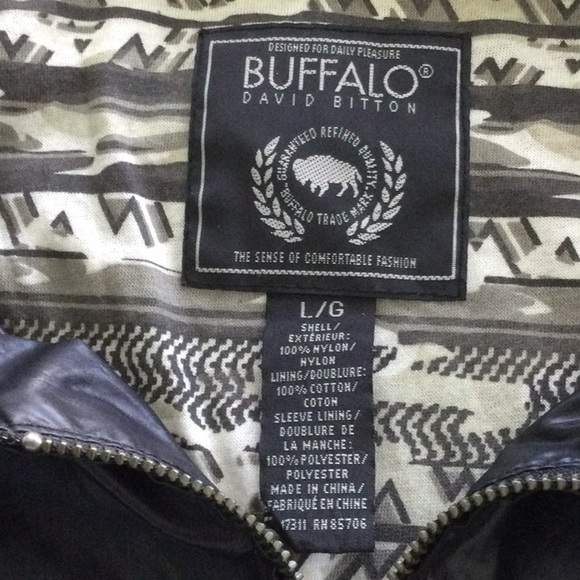 DESIGNED FOR DAILY PLEASURE
BUFFALO®
DAVID BITTON
GUARANTEED REFINED QUALITY
BUFFALO TRADE MARK
THE SENSE OF COMFORTABLE FASHION
L/G
SHELL/
EXTÉRIEUR:
100% NYLON/
NYLON
LINING/DOUBLURE:
100% COTTON/
COTON
SLEEVE LINING/
DOUBLURE DE
LA MANCHE:
100% POLYESTER/
POLYESTER
MADE IN CHINA/
FABRIQUÉ EN CHINE
17311 RN 85706